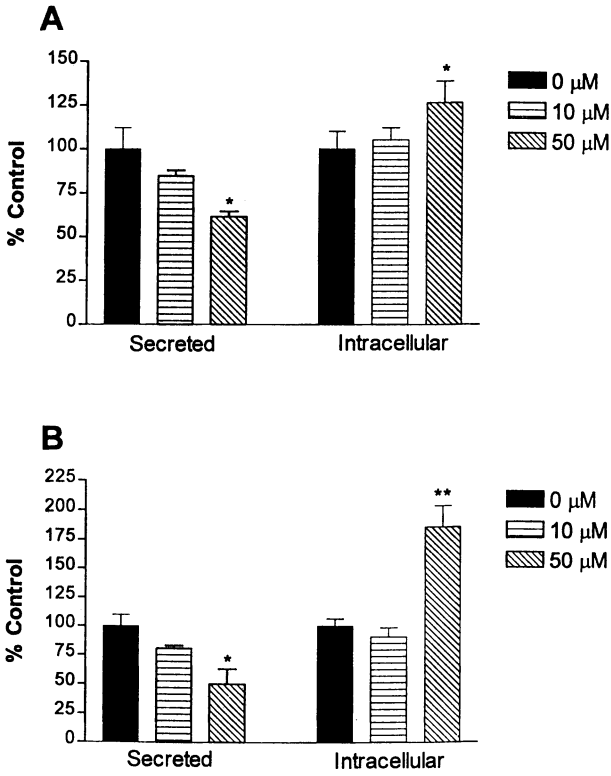 A
150
125
100
75
50
25
0
% Control
*
*
Secreted
Intracellular
0 µM
10 µM
50 µM
B
225
200
175
150
125
100
75
50
25
0
% Control
*
**
Secreted
Intracellular
0 µM
10 µM
50 µM